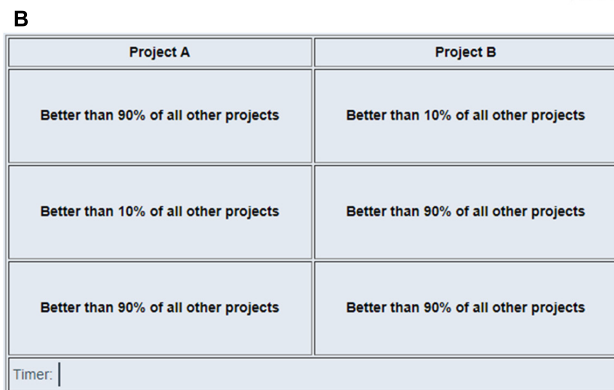 B
Project A Project B
Better than 90% of all other projects Better than 10% of all other projects
Better than 10% of all other projects Better than 90% of all other projects
Better than 90% of all other projects Better than 90% of all other projects
Timer: